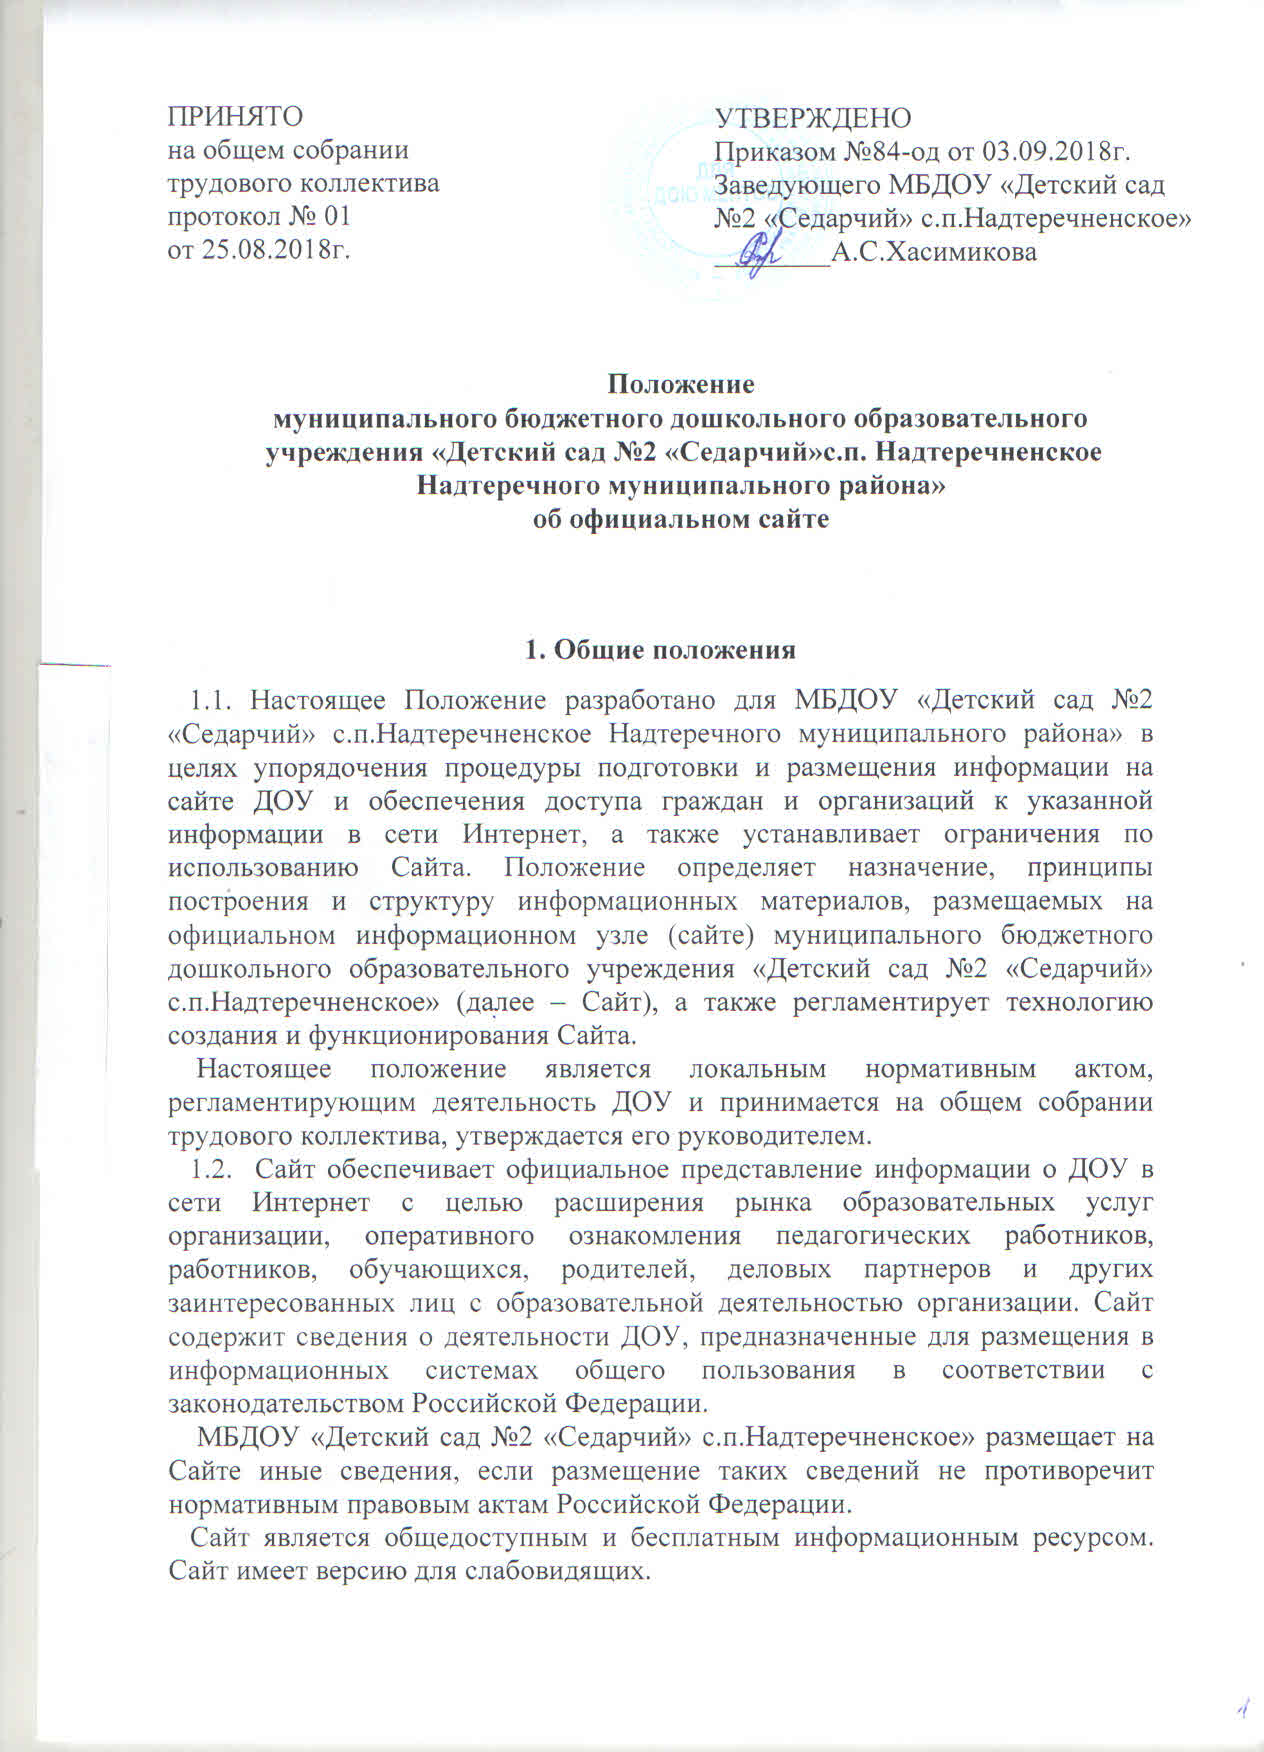 ПРИНЯТО
на общем собрании
трудового коллектива
протокол № 01
от 25.08.2018г.
УТВЕРЖДЕНО
Приказом №84-од от 03.09.2018г.
Заведующего МБДОУ «Детский сад
№2 «Седарчий» с.п.Надтеречненское»
________А.С.Хасимикова
ДЛЯ
ДОКУМЕНТОВ
Положение
муниципального бюджетного дошкольного образовательного
учреждения «Детский сад №2 «Седарчий»с.п. Надтеречненское
Надтеречного муниципального района»
об официальном сайте
1. Общие положения
1.1. Настоящее Положение разработано для МБДОУ «Детский сад №2
«Седарчий» с.п.Надтеречненское Надтеречного муниципального района» в
целях упорядочения процедуры подготовки и размещения информации на
сайте ДОУ и обеспечения доступа граждан и организаций к указанной
информации в сети Интернет, а также устанавливает ограничения по
использованию Сайта. Положение определяет назначение, принципы
построения и структуру информационных материалов, размещаемых на
официальном информационном узле (сайте) муниципального бюджетного
дошкольного образовательного учреждения «Детский сад №2 «Седарчий»
с.п.Надтеречненское» (далее – Сайт), а также регламентирует технологию
создания и функционирования Сайта.
Настоящее положение является локальным нормативным актом,
регламентирующим деятельность ДОУ и принимается на общем собрании
трудового коллектива, утверждается его руководителем.
1.2. Сайт обеспечивает официальное представление информации о ДОУ в
сети Интернет с целью расширения рынка образовательных услуг
организации, оперативного ознакомления педагогических работников,
работников, обучающихся, родителей, деловых партнеров и других
заинтересованных лиц с образовательной деятельностью организации. Сайт
содержит сведения о деятельности ДОУ, предназначенные для размещения в
информационных системах общего пользования в соответствии с
законодательством Российской Федерации.
МБДОУ «Детский сад №2 «Седарчий» с.п.Надтеречненское» размещает на
Сайте иные сведения, если размещение таких сведений не противоречит
нормативным правовым актам Российской Федерации.
Сайт является общедоступным и бесплатным информационным ресурсом.
Сайт имеет версию для слабовидящих.
1